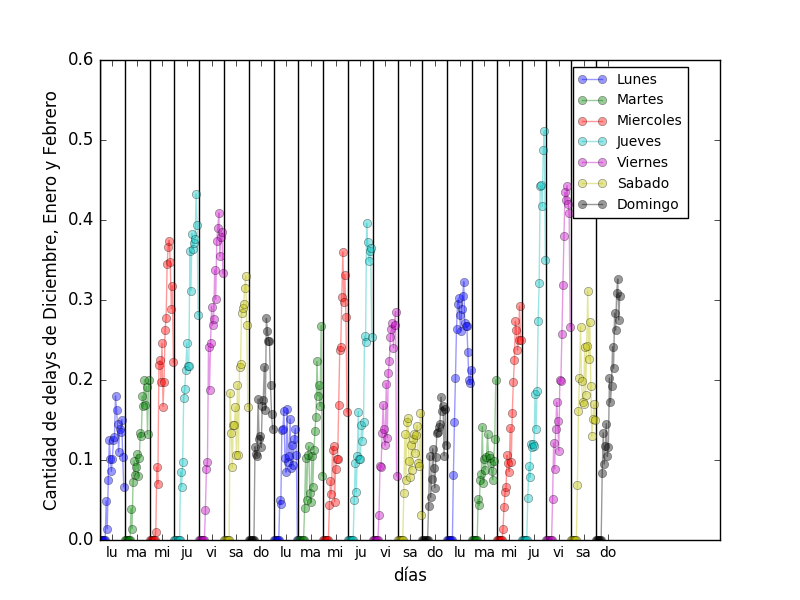 Cantidad de delays de Diciembre, Enero y Febrero
0.6
0.5
0.4
0.3
0.2
0.1
0.0
Lunes
Martes
Miercoles
Jueves
Viernes
Sabado
Domingo
lu ma mi ju vi sa do lu ma mi ju vi sa do lu ma mi ju vi sa do
días